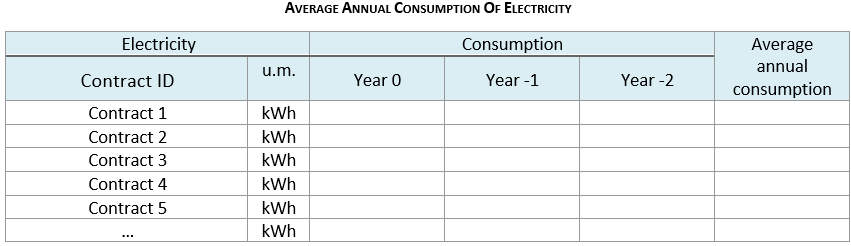 AVERAGE ANNUAL CONSUMPTION OF ELECTRICITY
Electricity Consumption Average annual consumption
Contract ID u.m. Year 0 Year -1 Year -2
Contract 1 kWh
Contract 2 kWh
Contract 3 kWh
Contract 4 kWh
Contract 5 kWh
... kWh